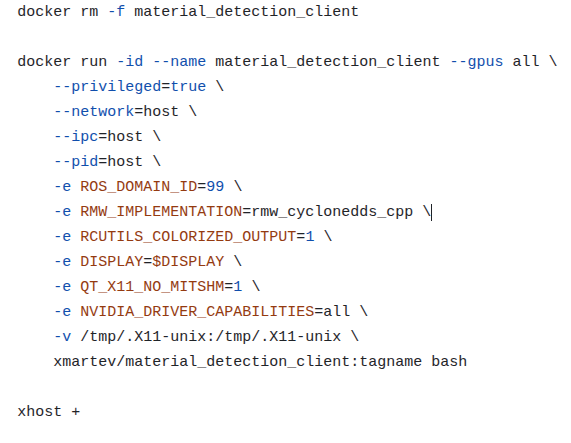 docker rm -f material_detection_client
docker run -id --name material_detection_client --gpus all \
--privileged=true \
--network=host \
--ipc=host \
--pid=host \
-e ROS_DOMAIN_ID=99 \
-e RMW_IMPLEMENTATION=rmw_cyclonedds_cpp \
-e RCUTILS_COLORIZED_OUTPUT=1 \
-e DISPLAY=$DISPLAY \
-e QT_X11_NO_MITSHM=1 \
-e NVIDIA_DRIVER_CAPABILITIES=all \
-v /tmp/.X11-unix:/tmp/.X11-unix \
xmartev/material_detection_client:tagname bash
xhost +